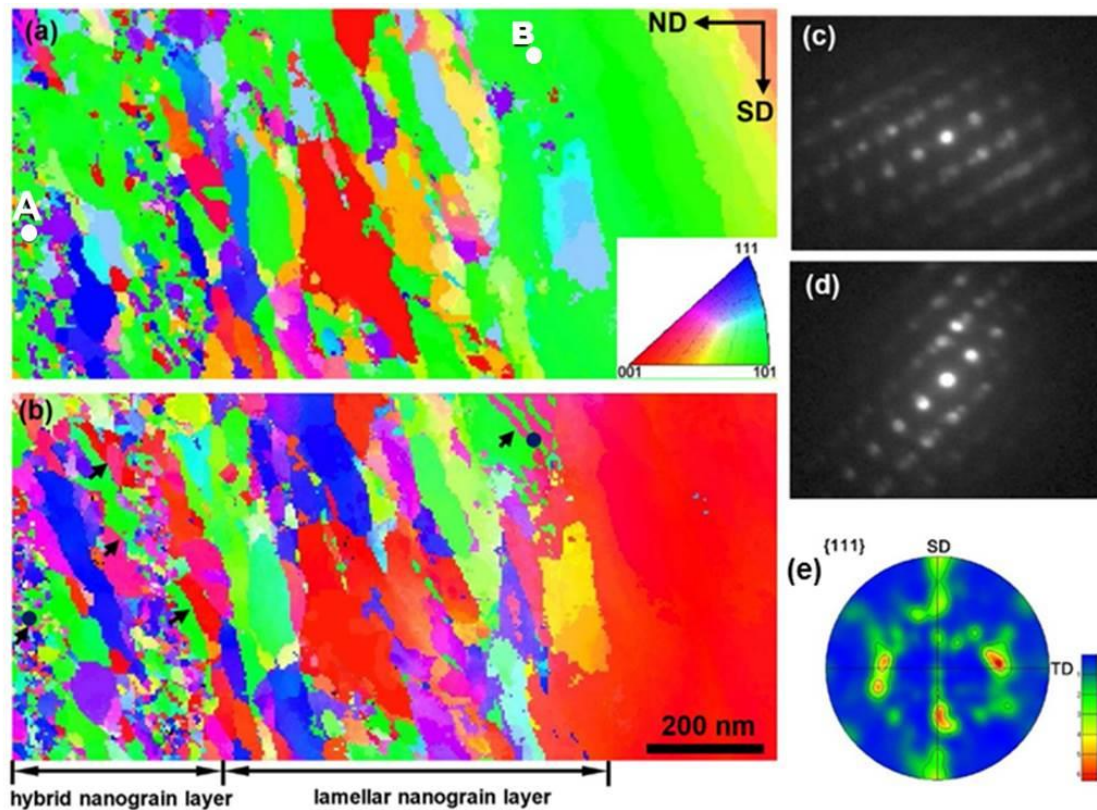 (a)
B
ND
SD
A
111
001
101
(b)
200 nm
hybrid nanograin layer
lamellar nanograin layer
(c)
(d)
{111}
SD
(e)
TD